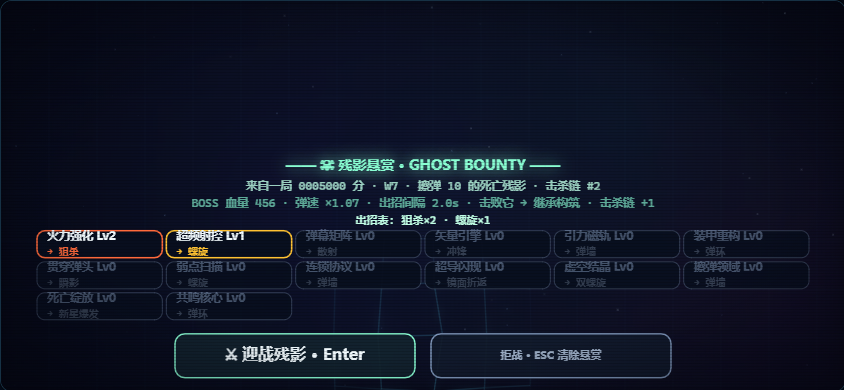 —— 残影悬赏 • GHOST BOUNTY ——
来自一局 0005000 分 · W7 · 擦弹 10 的死亡残影 · 击杀链 #2
BOSS 血量 456 · 弹速 ×1.07 · 出招间隔 2.0s · 击败它 → 继承构筑 · 击杀链 +1
出招表: 狙杀×2 · 螺旋×1
火力强化 Lv2
→ 狙杀
超频射控 Lv1
→ 螺旋
弹幕矩阵 Lv0
→ 散射
矢量引擎 Lv0
→ 冲锋
引力磁轨 Lv0
→ 弹墙
装甲重构 Lv0
→ 弹环
贯穿弹头 Lv0
弱点扫描 Lv0
→ 螺旋
连锁协议 Lv0
→ 弹墙
超导闪现 Lv0
→ 镜面折返
虚空结晶 Lv0
→ 双螺旋
擦弹领域 Lv0
→ 弹墙
死亡绽放 Lv0
→ 新星爆发
共鸣核心 Lv0
→ 弹环
⚔ 迎战残影 • Enter
拒战 • ESC 清除悬赏